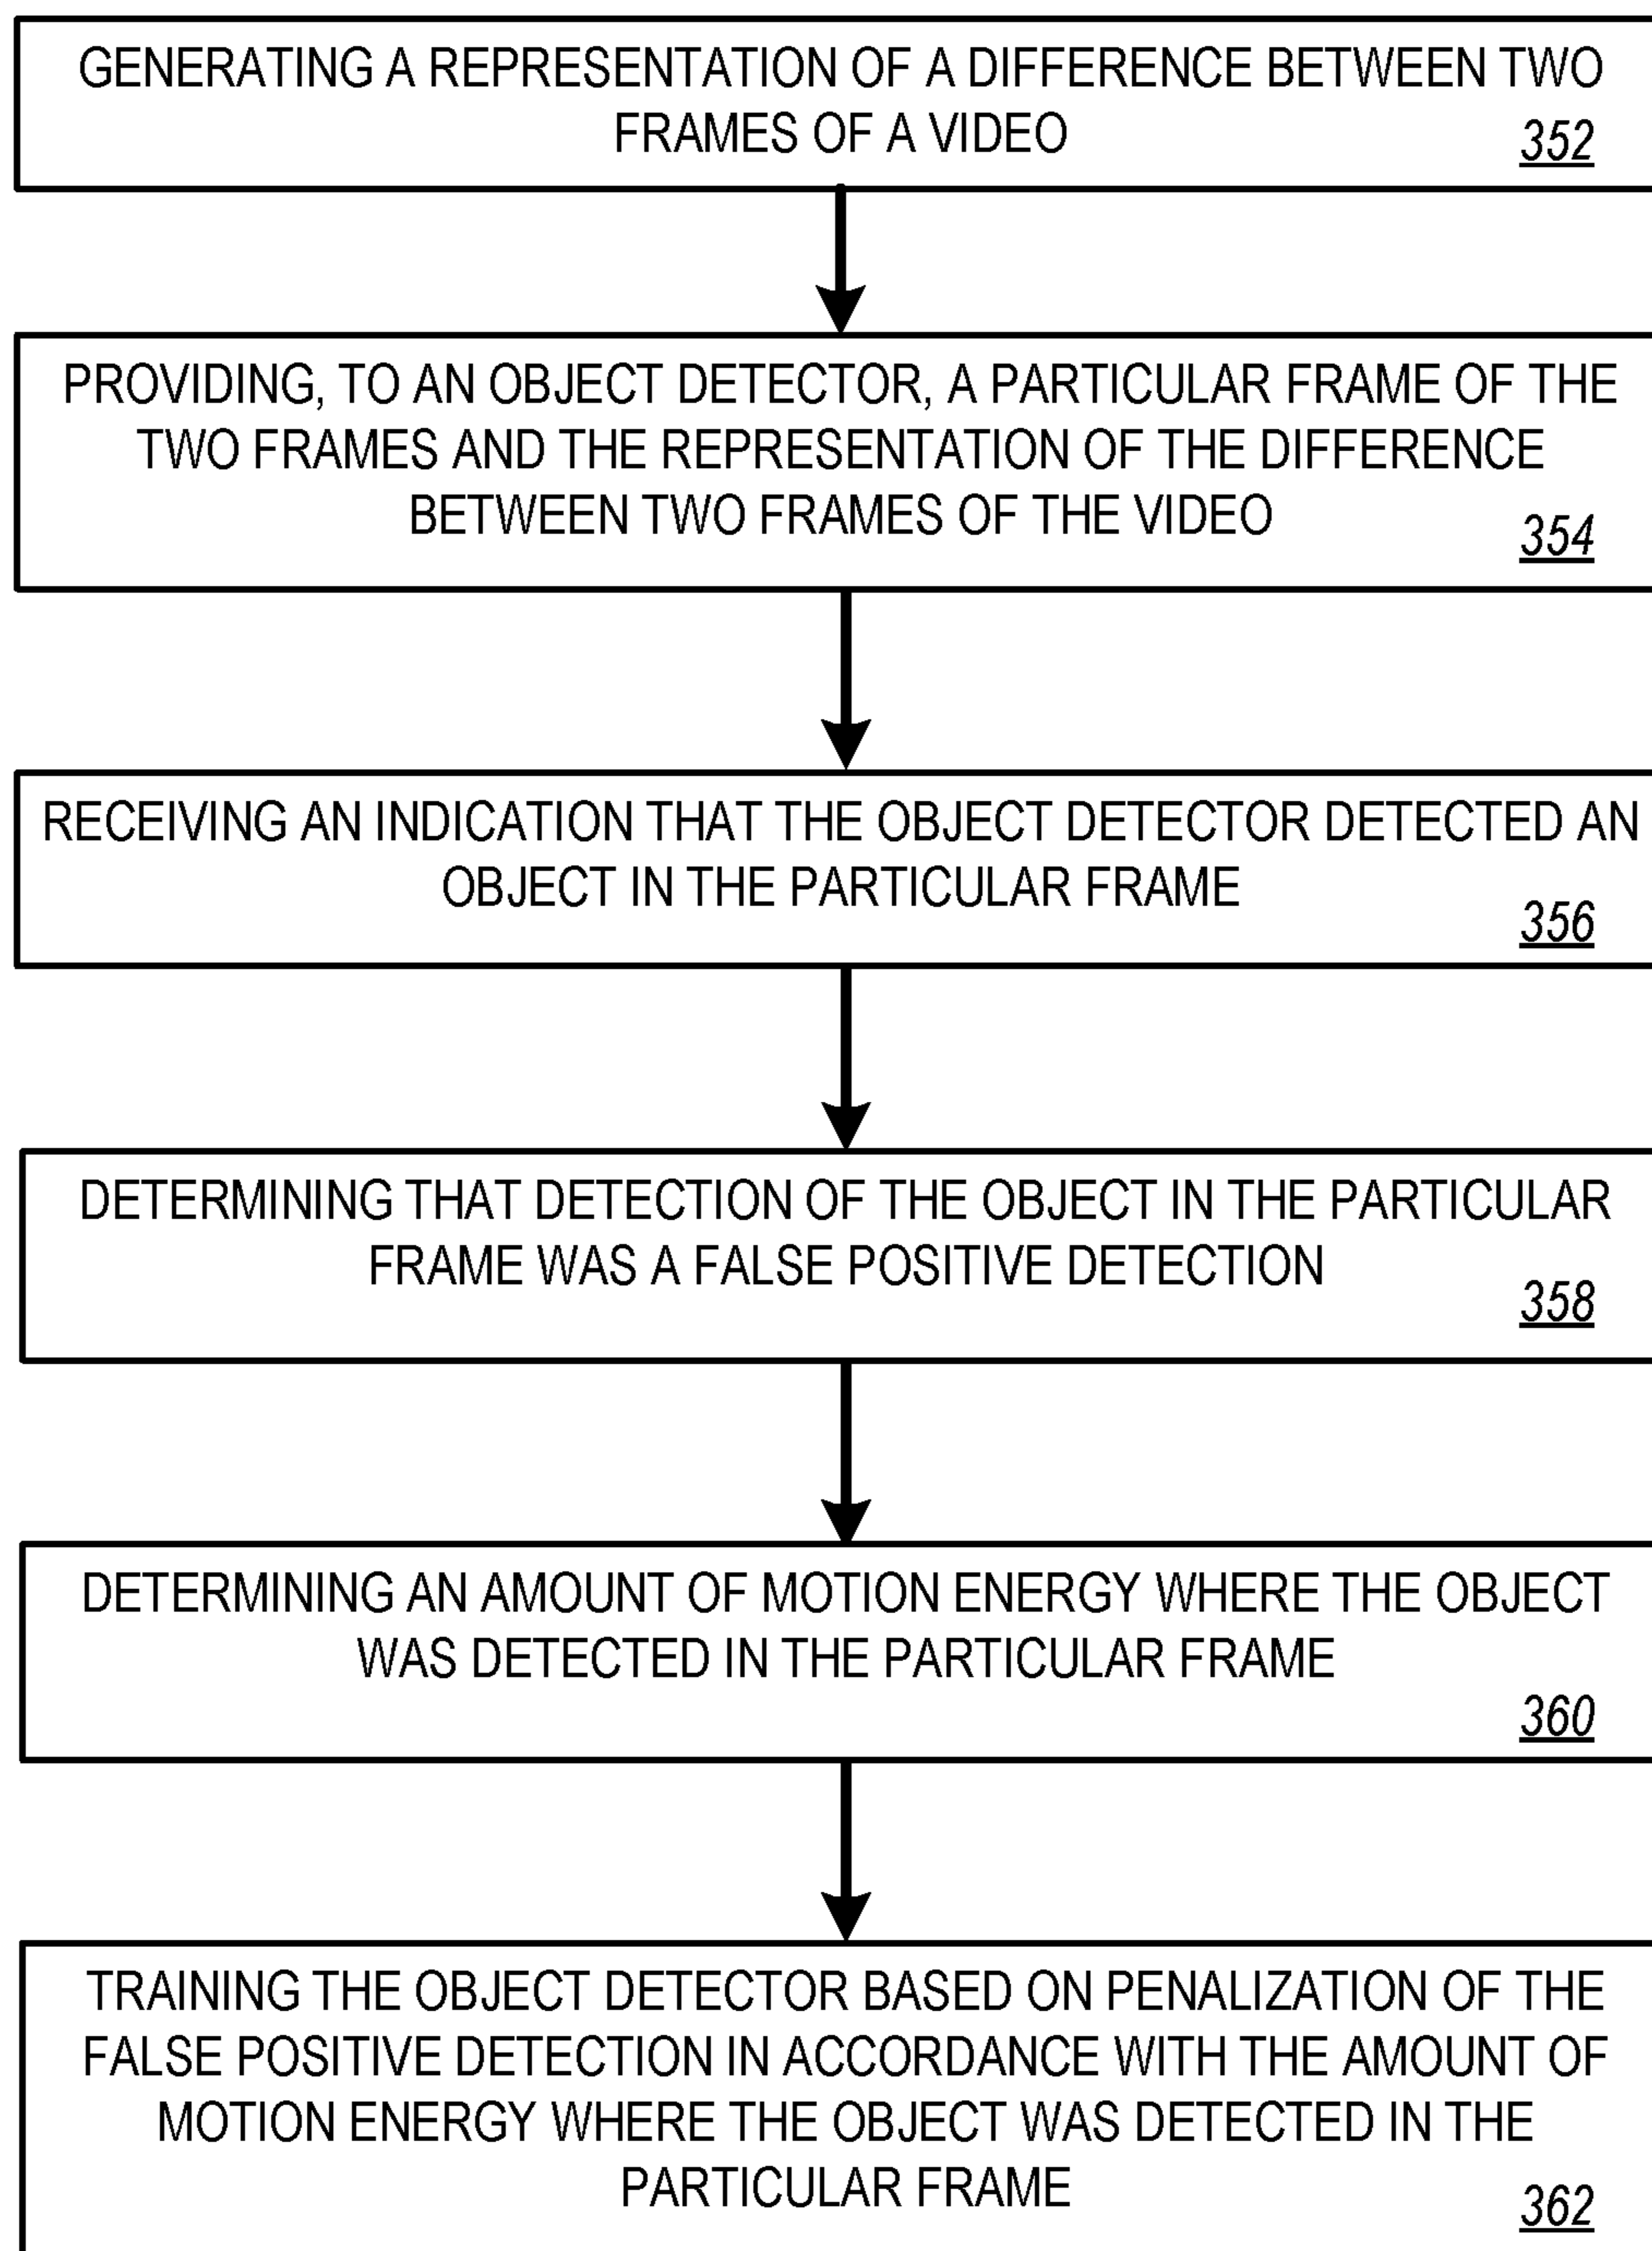 GENERATING A REPRESENTATION OF A DIFFERENCE BETWEEN TWO
FRAMES OF A VIDEO
352
PROVIDING, TO AN OBJECT DETECTOR, A PARTICULAR FRAME OF THE
TWO FRAMES AND THE REPRESENTATION OF THE DIFFERENCE
BETWEEN TWO FRAMES OF THE VIDEO
354
RECEIVING AN INDICATION THAT THE OBJECT DETECTOR DETECTED AN
OBJECT IN THE PARTICULAR FRAME
356
DETERMINING THAT DETECTION OF THE OBJECT IN THE PARTICULAR
FRAME WAS A FALSE POSITIVE DETECTION
358
DETERMINING AN AMOUNT OF MOTION ENERGY WHERE THE OBJECT
WAS DETECTED IN THE PARTICULAR FRAME
360
TRAINING THE OBJECT DETECTOR BASED ON PENALIZATION OF THE
FALSE POSITIVE DETECTION IN ACCORDANCE WITH THE AMOUNT OF
MOTION ENERGY WHERE THE OBJECT WAS DETECTED IN THE
PARTICULAR FRAME
362